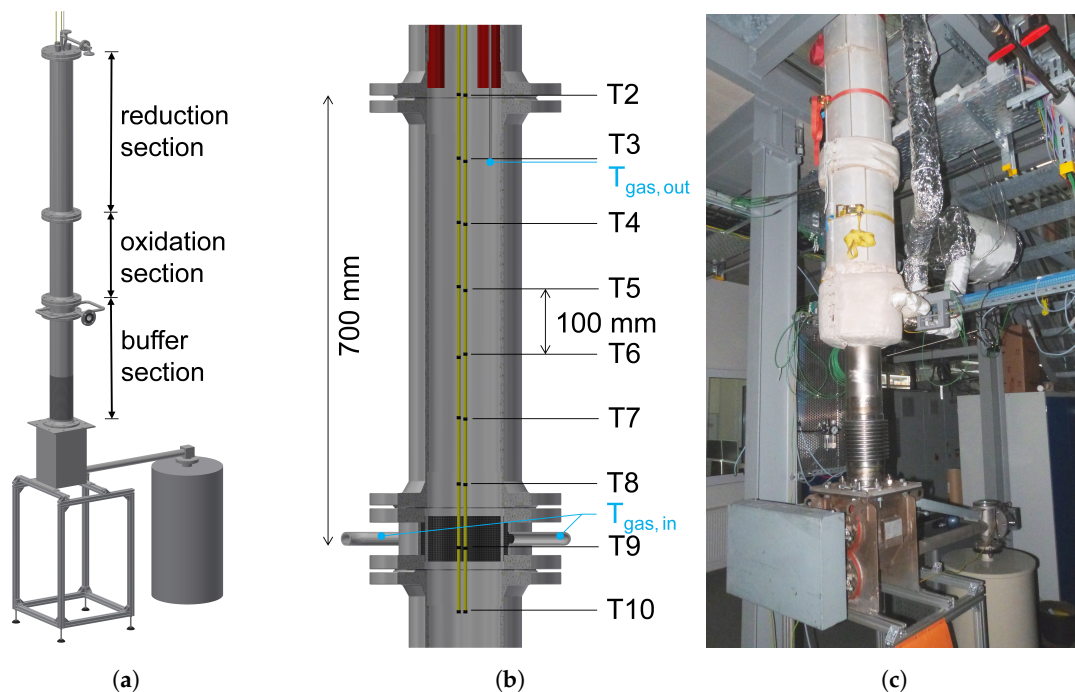 reduction
section
oxidation
section
buffer
section
(a)
700 mm
100 mm
T2
T3
Tgas, out
T4
T5
T6
T7
T8
Tgas, in
T9
T10
(b)
(c)